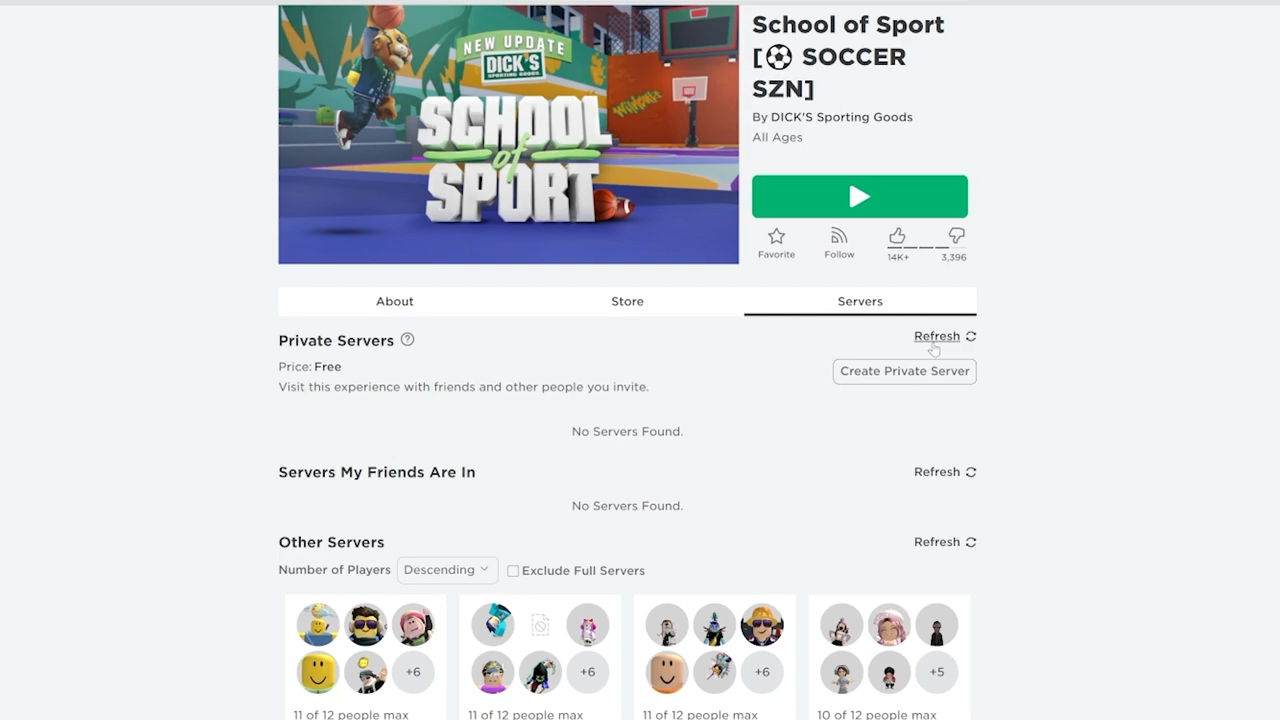 NEW UPDATE
DICK'S
SPORTING GOODS
Wildcats
SCHOOL
of
SPORT
School of Sport
[⚽ SOCCER
SZN]
By DICK'S Sporting Goods
All Ages
Favorite
Follow
14K+
3,396
About
Store
Servers
Private Servers
Refresh
Price: Free
Create Private Server
Visit this experience with friends and other people you invite.
No Servers Found.
Servers My Friends Are In
Refresh
No Servers Found.
Other Servers
Refresh
Number of Players
Descending
Exclude Full Servers
+6
+6
+6
+5
11 of 12 people max
11 of 12 people max
11 of 12 people max
10 of 12 people max